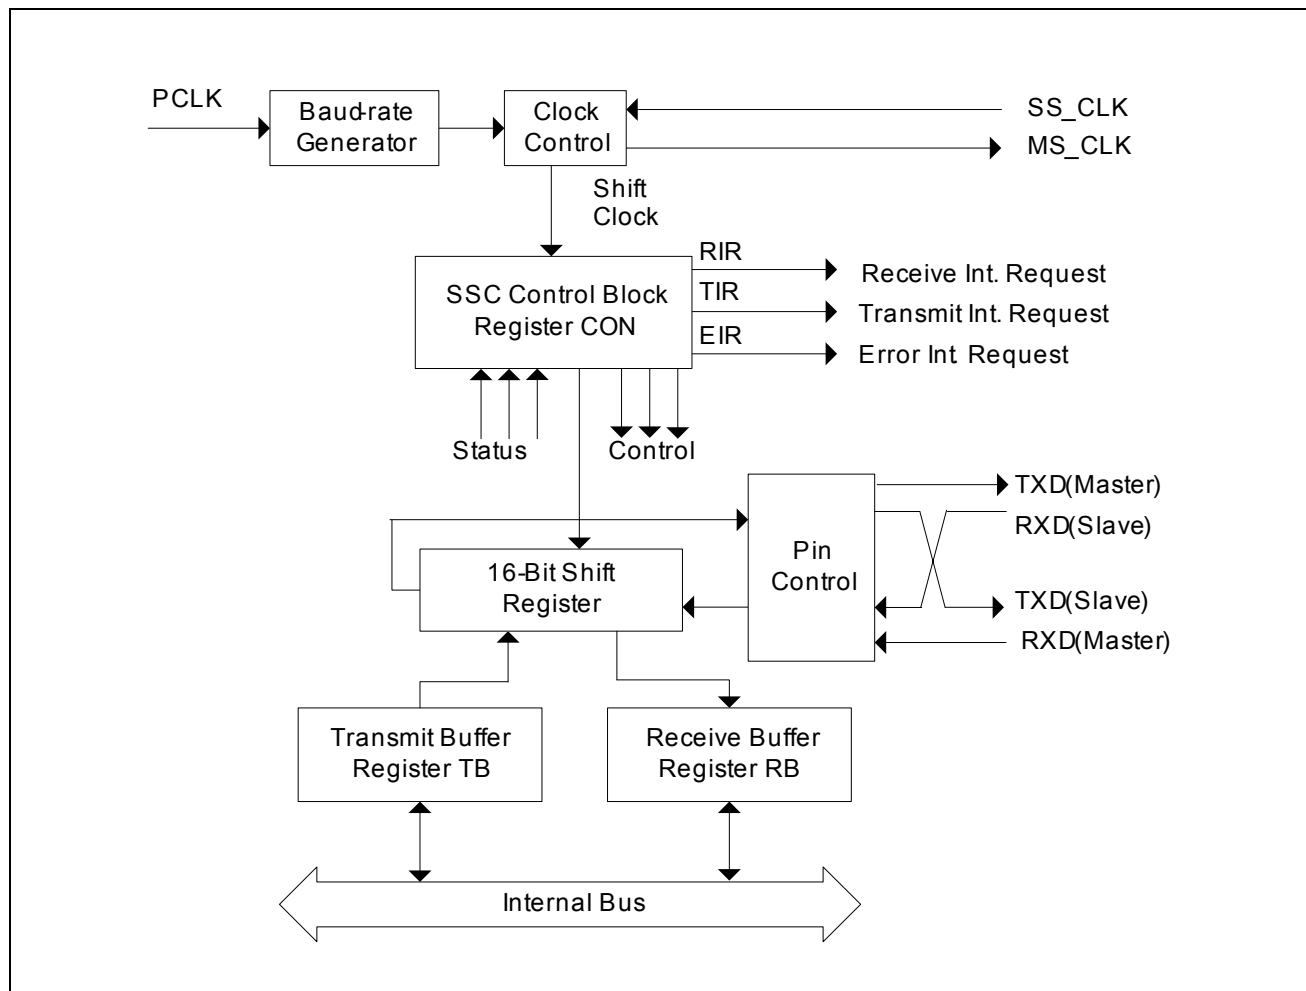 PCLK
Baud-rate
Generator
Clock
Control
SS_CLK
MS_CLK
Shift
Clock
SSC Control Block
Register CON
RIR
Receive Int. Request
TIR
Transmit Int. Request
EIR
Error Int. Request
Status
Control
Pin
Control
TXD(Master)
RXD(Slave)
TXD(Slave)
RXD(Master)
16-Bit Shift
Register
Transmit Buffer
Register TB
Receive Buffer
Register RB
Internal Bus